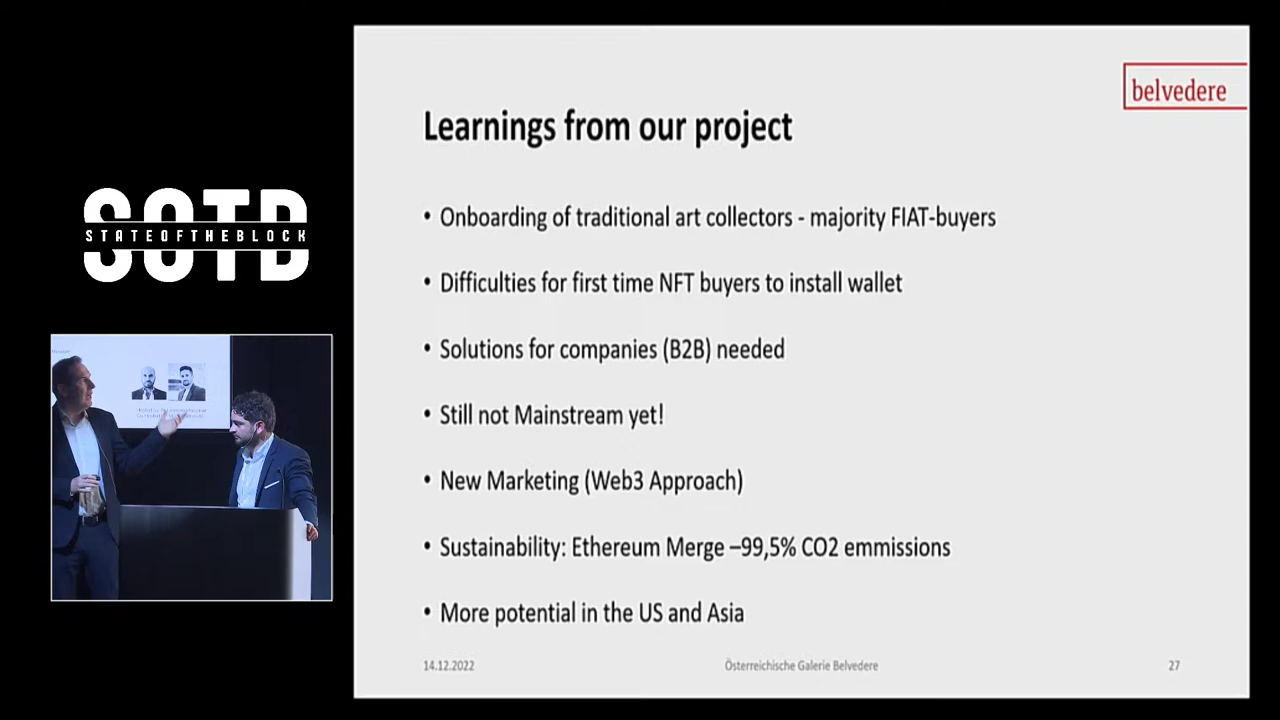 belvedere
Learnings from our project
SOTB
STATEOFTHEBLOCK
• Onboarding of traditional art collectors - majority FIAT-buyers
• Difficulties for first time NFT buyers to install wallet
• Solutions for companies (B2B) needed
• Still not Mainstream yet!
• New Marketing (Web3 Approach)
• Sustainability: Ethereum Merge –99,5% CO2 emmissions
• More potential in the US and Asia
14.12.2022
Österreichische Galerie Belvedere
27